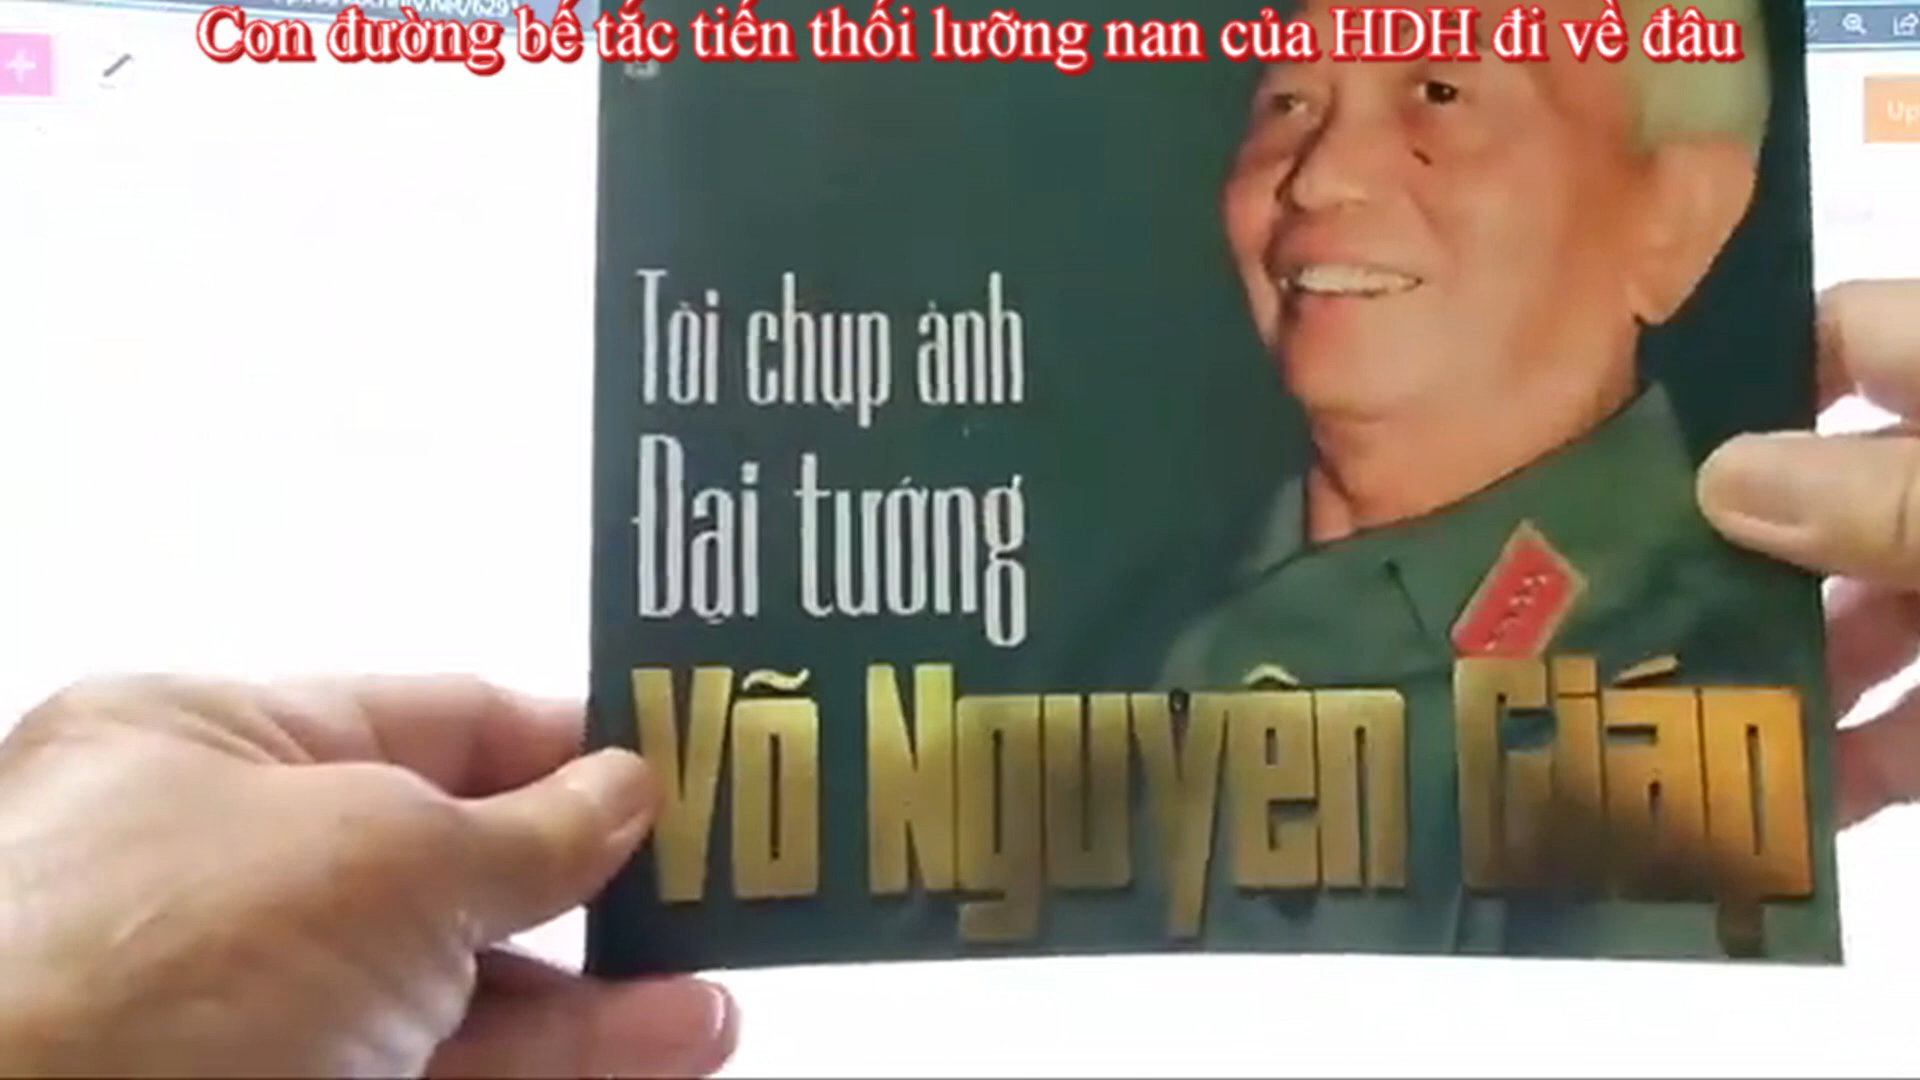 Con đường bế tắc tiến thối lưỡng nan của HDH đi về đâu
Tôi chụp ảnh
Đại tướng
Võ Nguyên Giáp
Up